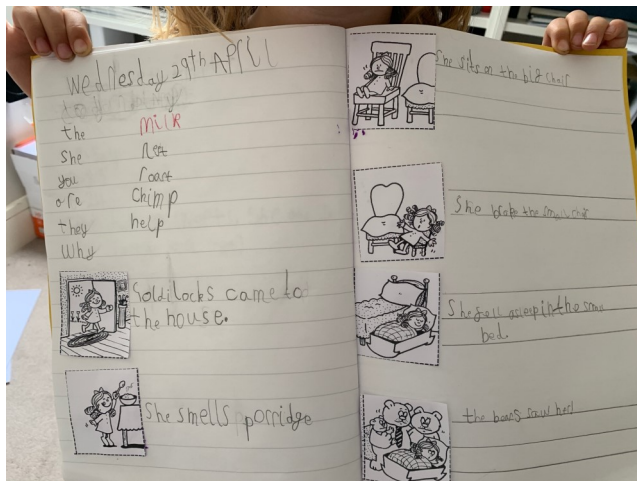 Wednesday 29th APril
the milk
She net
you roast
are chimp
they help
Why
Goldilocks came to
the house.
She smells porridge
She sits on the big chair
She broke the small chair
She fell asleep in the
bed.
the bears saw her!